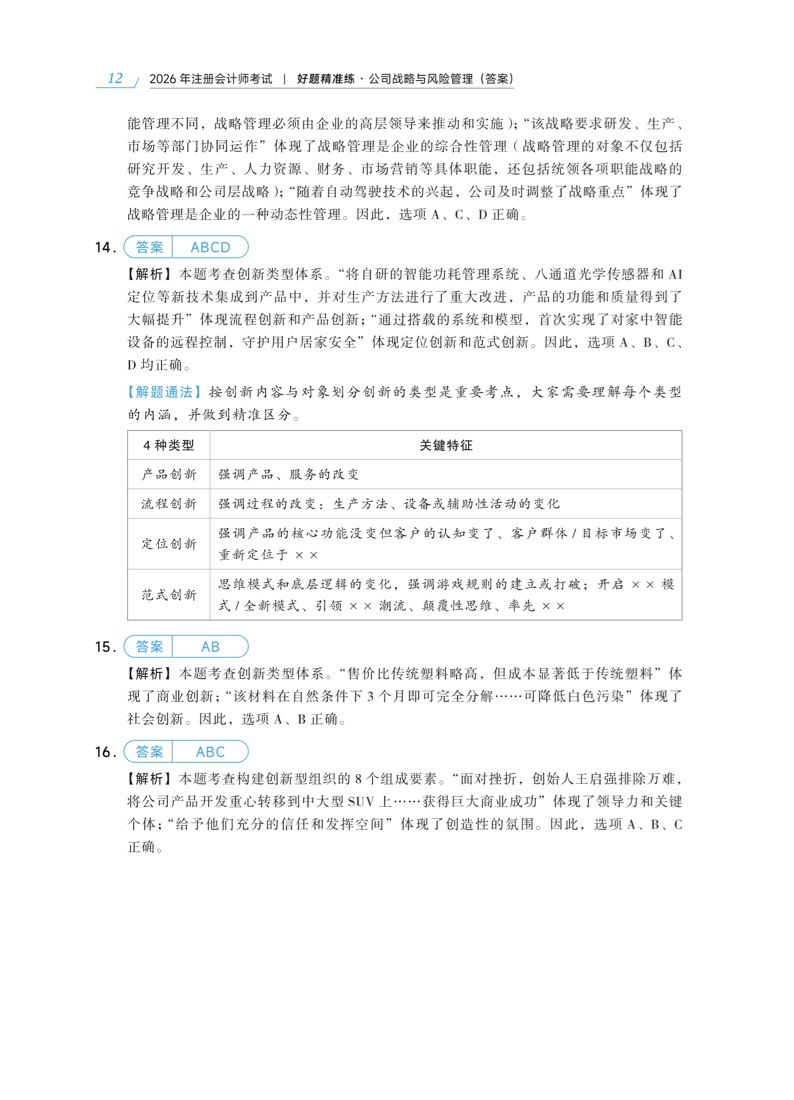 12 2026 年注册会计师考试 | 好题精准练·公司战略与风险管理（答案）
能管理不同，战略管理必须由企业的高层领导来推动和实施）；“该战略要求研发、生产、
市场等部门协同运作”体现了战略管理是企业的综合性管理（战略管理的对象不仅包括
研究开发、生产、人力资源、财务、市场营销等具体职能，还包括统领各项职能战略的
竞争战略和公司层战略）；“随着自动驾驶技术的兴起，公司及时调整了战略重点”体现了
战略管理是企业的一种动态性管理。因此，选项 A、C、D 正确。
14. 答案 ABCD
【解析】本题考查创新类型体系。“将自研的智能功耗管理系统、八通道光学传感器和 AI
定位等新技术集成到产品中，并对生产方法进行了重大改进，产品的功能和质量得到了
大幅提升”体现流程创新和产品创新；“通过搭载的系统和模型，首次实现了对家中智能
设备的远程控制，守护用户居家安全”体现定位创新和范式创新。因此，选项 A、B、C、
D 均正确。
【解题通法】按创新内容与对象划分创新的类型是重要考点，大家需要理解每个类型
的内涵，并做到精准区分。
4 种类型 关键特征
产品创新 强调产品、服务的改变
流程创新 强调过程的改变：生产方法、设备或辅助性活动的变化
定位创新 强调产品的核心功能没变但客户的认知变了、客户群体 / 目标市场变了、
重新定位于 × ×
范式创新 思维模式和底层逻辑的变化，强调游戏规则的建立或打破；开启 × × 模
式 / 全新模式、引领 × × 潮流、颠覆性思维、率先 × ×
15. 答案 AB
【解析】本题考查创新类型体系。“售价比传统塑料略高，但成本显著低于传统塑料”体
现了商业创新；“该材料在自然条件下 3 个月即可完全分解……可降低白色污染”体现了
社会创新。因此，选项 A、B 正确。
16. 答案 ABC
【解析】本题考查构建创新型组织的 8 个组成要素。“面对挫折，创始人王启强排除万难，
将公司产品开发重心转移到中大型 SUV 上……获得巨大商业成功”体现了领导力和关键
个体；“给予他们充分的信任和发挥空间”体现了创造性的氛围。因此，选项 A、B、C
正确。